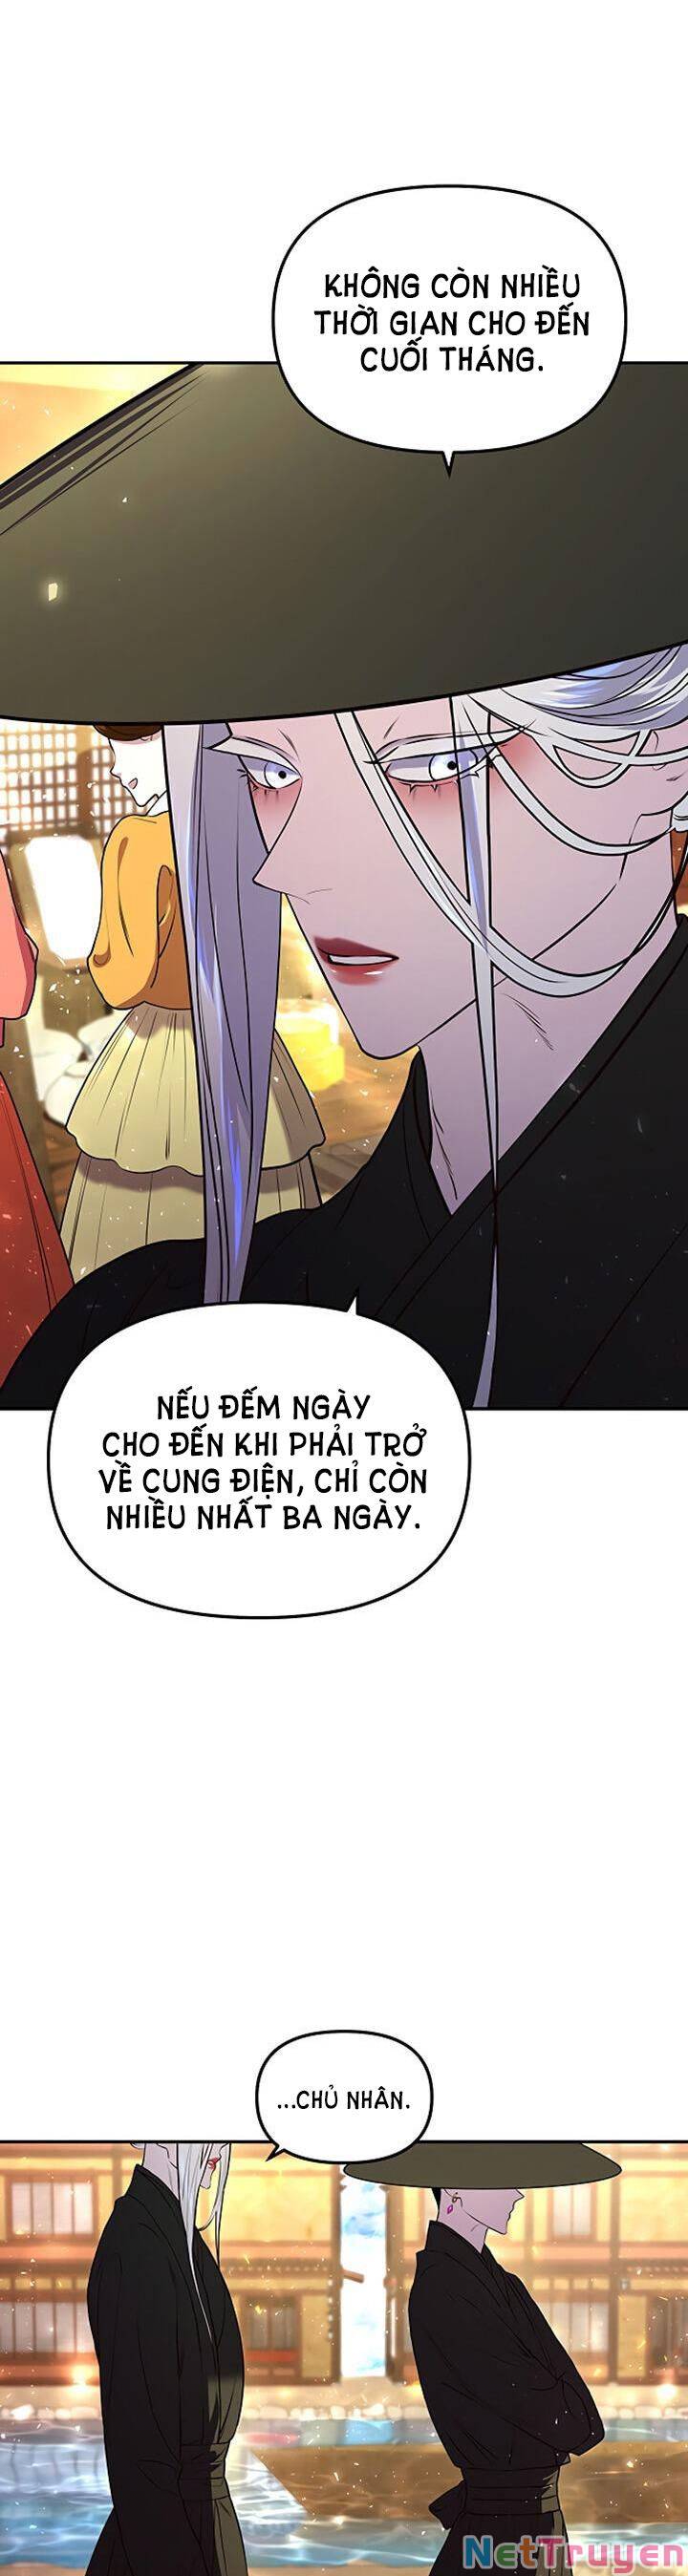 KHÔNG CÒN NHIỀU
THỜI GIAN CHO ĐẾN
CUỐI THÁNG.
NẾU ĐẾM NGÀY
CHO ĐẾN KHI PHẢI TRỞ
VỀ CUNG ĐIỆN, CHỈ CÒN
NHIỀU NHẤT BA NGÀY.
...CHỦ NHÂN.
NetTruyen